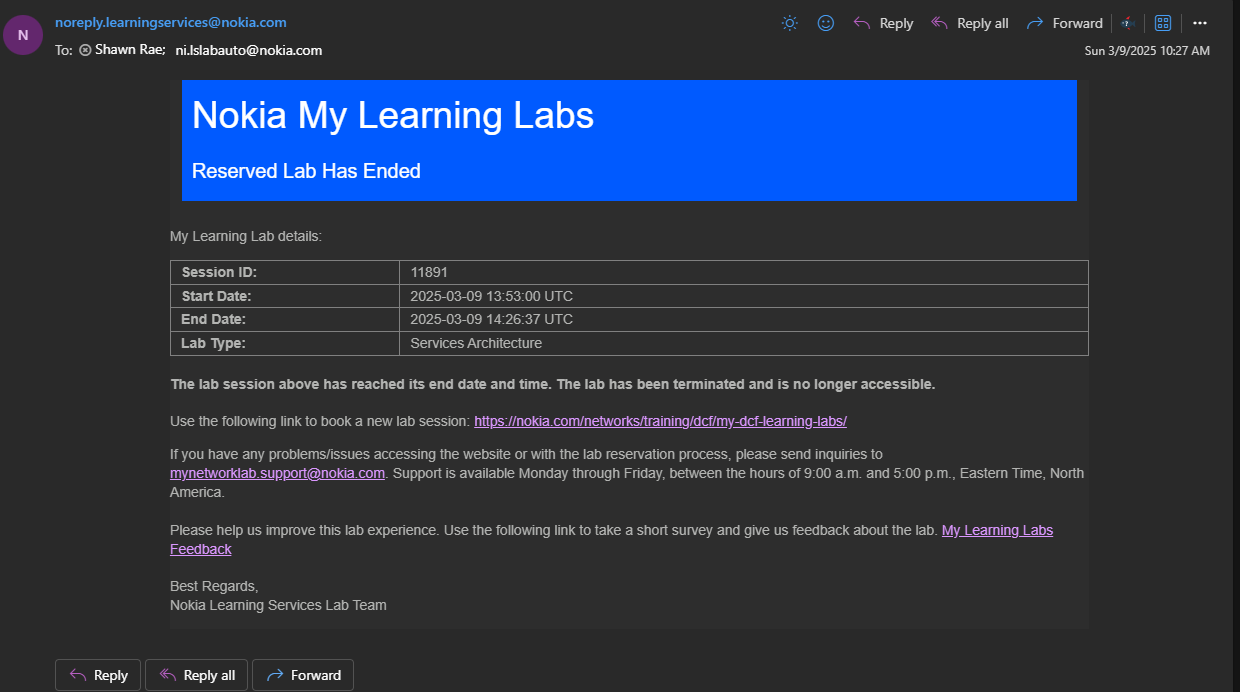 N
noreply.learningservices@nokia.com
Reply
Reply all
Forward
To: Shawn Rae; ni.lslabauto@nokia.com
Sun 3/9/2025 10:27 AM
Nokia My Learning Labs
Reserved Lab Has Ended
My Learning Lab details:
Session ID: 11891
Start Date: 2025-03-09 13:53:00 UTC
End Date: 2025-03-09 14:26:37 UTC
Lab Type: Services Architecture
The lab session above has reached its end date and time. The lab has been terminated and is no longer accessible.
Use the following link to book a new lab session: https://nokia.com/networks/training/dcf/my-dcf-learning-labs/
If you have any problems/issues accessing the website or with the lab reservation process, please send inquiries to
mynetworklab.support@nokia.com. Support is available Monday through Friday, between the hours of 9:00 a.m. and 5:00 p.m., Eastern Time, North
America.
Please help us improve this lab experience. Use the following link to take a short survey and give us feedback about the lab. My Learning Labs
Feedback
Best Regards,
Nokia Learning Services Lab Team
Reply
Reply all
Forward